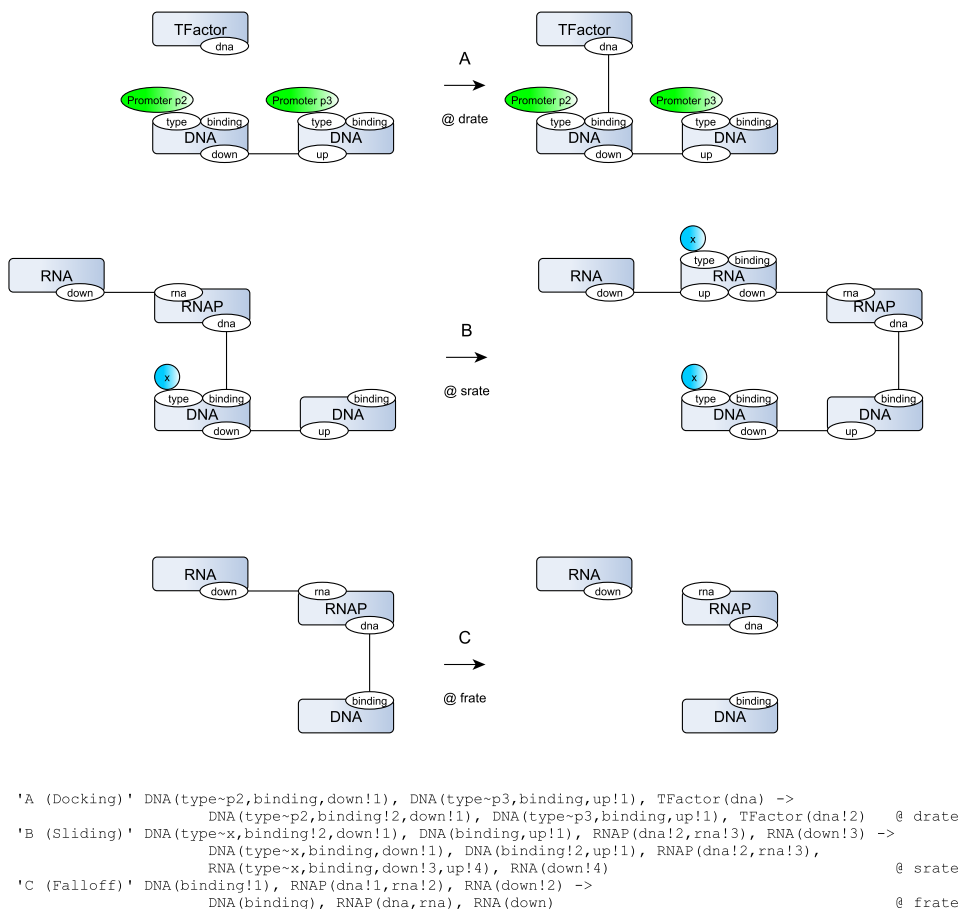 TFactor
dna
A
@ drate
TFactor
dna
Promoter p2
Promoter p3
type
binding
DNA
down
type
binding
DNA
up
Promoter p2
Promoter p3
type
binding
DNA
down
type
binding
DNA
up
RNA
down
rna
RNAP
dna
x
type
binding
DNA
down
binding
DNA
up
B
@ srate
x
type
binding
RNA
down
RNA
up
down
rna
RNAP
dna
x
type
binding
DNA
down
binding
DNA
up
RNA
down
rna
RNAP
dna
binding
DNA
C
@ frate
RNA
down
rna
RNAP
dna
binding
DNA
'A (Docking)' DNA(type~p2,binding,down!1), DNA(type~p3,binding,up!1), TFactor(dna) ->
DNA(type~p2,binding!2,down!1), DNA(type~p3,binding,up!1), TFactor(dna!2) @ drate
'B (Sliding)' DNA(type~x,binding!2,down!1), DNA(binding,up!1), RNAP(dna!2,rna!3), RNA(down!3) ->
DNA(type~x,binding,down!1), DNA(binding!2,up!1), RNAP(dna!2,rna!3),
RNA(type~x,binding,down!3,up!4), RNA(down!4) @ srate
'C (Falloff)' DNA(binding!1), RNAP(dna!1,rna!2), RNA(down!2) ->
DNA(binding), RNAP(dna,rna), RNA(down) @ frate